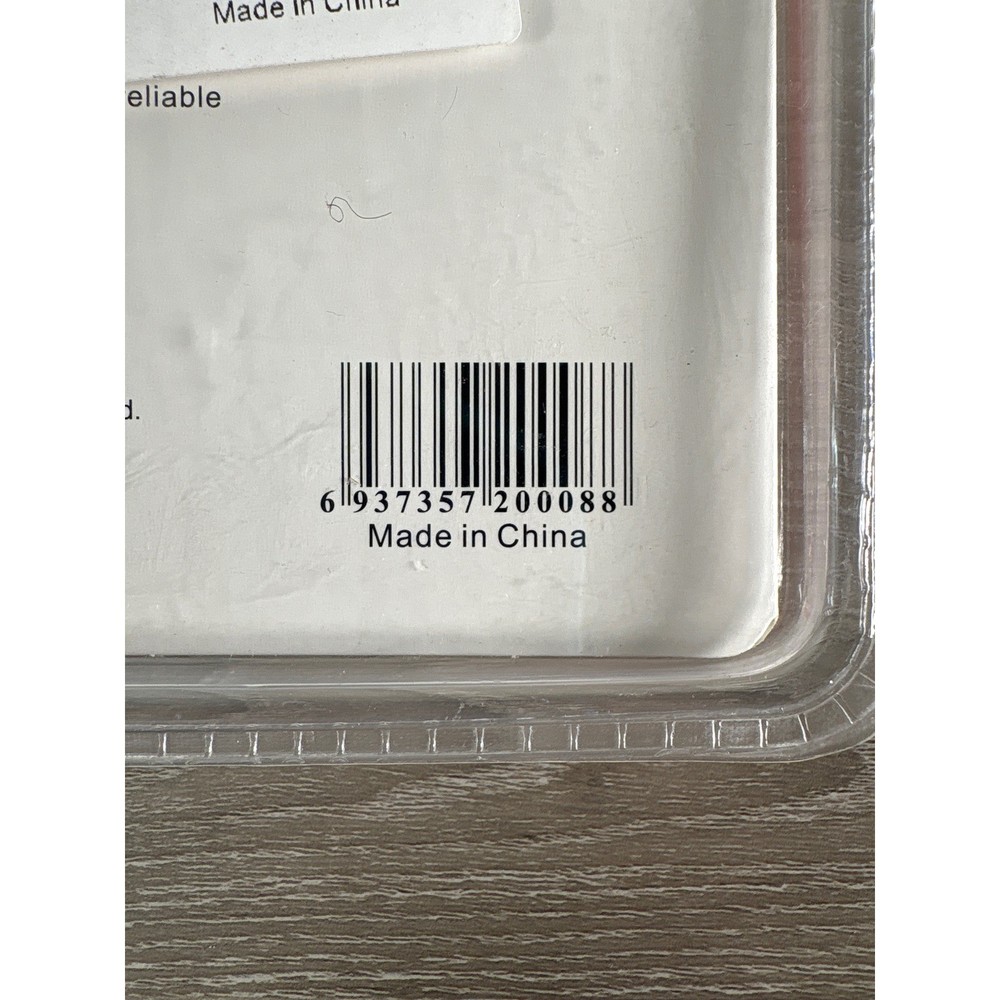 Made in China
eliable
d.
6 937357 200088
Made in China